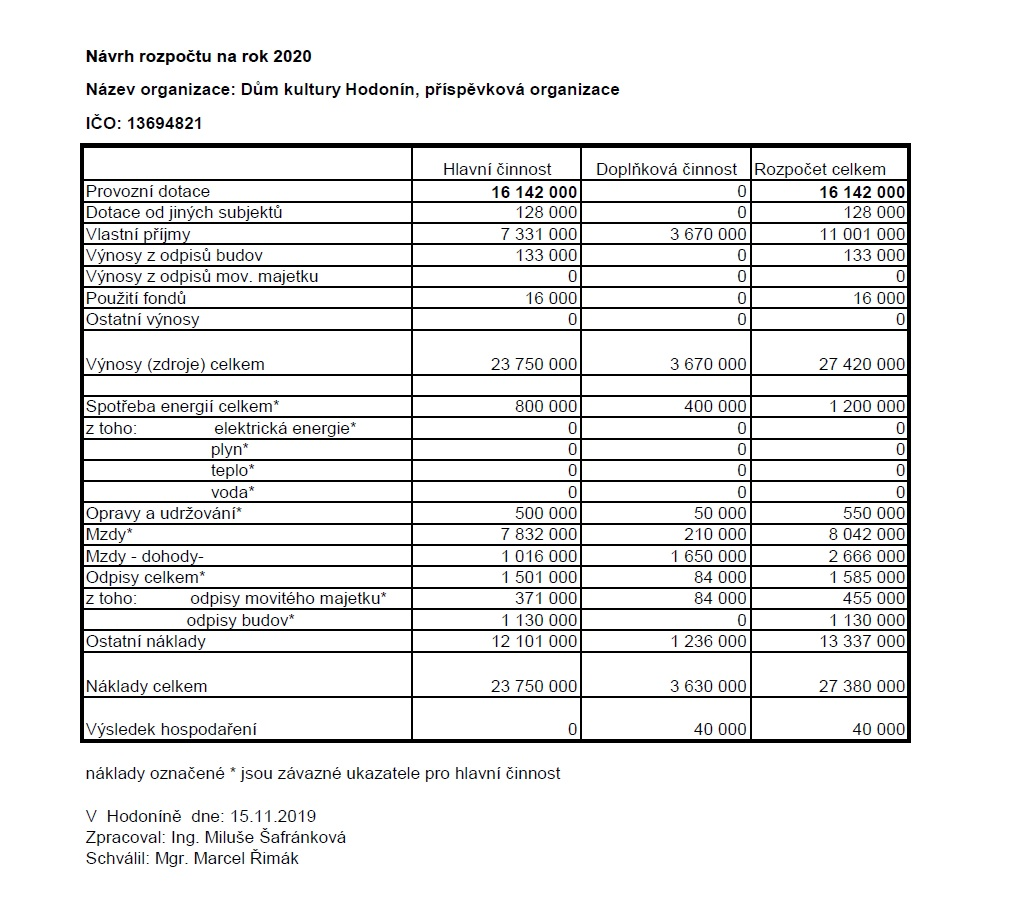 Návrh rozpočtu na rok 2020
Název organizace: Dům kultury Hodonín, příspěvková organizace
IČO: 13694821
Hlavní činnost Doplňková činnost Rozpočet celkem
Provozní dotace 16 142 000 0 16 142 000
Dotace od jiných subjektů 128 000 0 128 000
Vlastní příjmy 7 331 000 3 670 000 11 001 000
Výnosy z odpisů budov 133 000 0 133 000
Výnosy z odpisů mov. majetku 0 0 0
Použití fondů 16 000 0 16 000
Ostatní výnosy 0 0 0
Výnosy (zdroje) celkem 23 750 000 3 670 000 27 420 000
Spotřeba energií celkem* 800 000 400 000 1 200 000
z toho: elektrická energie* 0 0 0
plyn* 0 0 0
teplo* 0 0 0
voda* 0 0 0
Opravy a udržování* 500 000 50 000 550 000
Mzdy* 7 832 000 210 000 8 042 000
Mzdy - dohody- 1 016 000 1 650 000 2 666 000
Odpisy celkem* 1 501 000 84 000 1 585 000
z toho: odpisy movitého majetku* 371 000 84 000 455 000
odpisy budov* 1 130 000 0 1 130 000
Ostatní náklady 12 101 000 1 236 000 13 337 000
Náklady celkem 23 750 000 3 630 000 27 380 000
Výsledek hospodaření 0 40 000 40 000
náklady označené * jsou závazné ukazatele pro hlavní činnost
V Hodoníně dne: 15.11.2019
Zpracoval: Ing. Miluše Šafránková
Schválil: Mgr. Marcel Římák